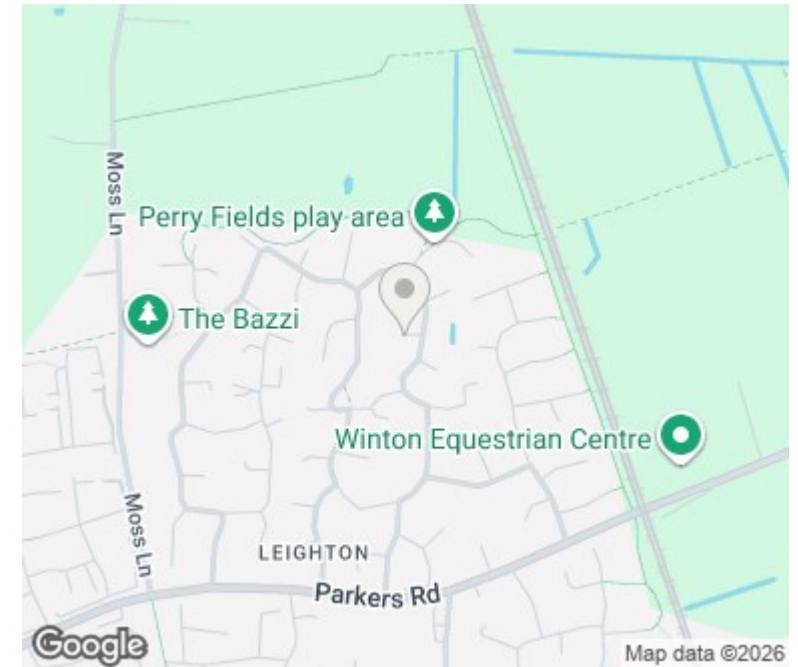 Moss Ln
Perry Fields play area
The Bazzi
Winton Equestrian Centre
Moss Ln
LEIGHTON
Parkers Rd
Google
Map data ©2026